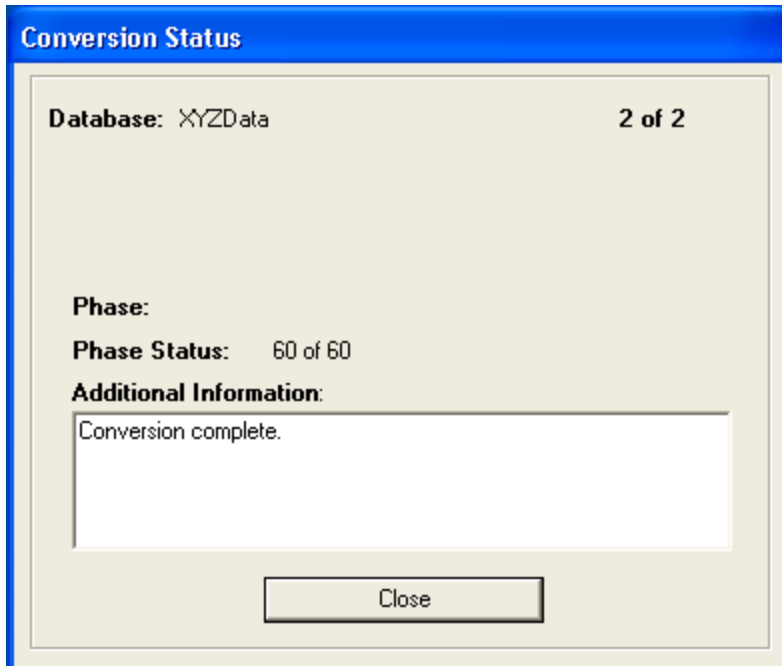 Conversion Status
Database: XYZData 2 of 2
Phase:
Phase Status: 60 of 60
Additional Information:
Conversion complete.
Close